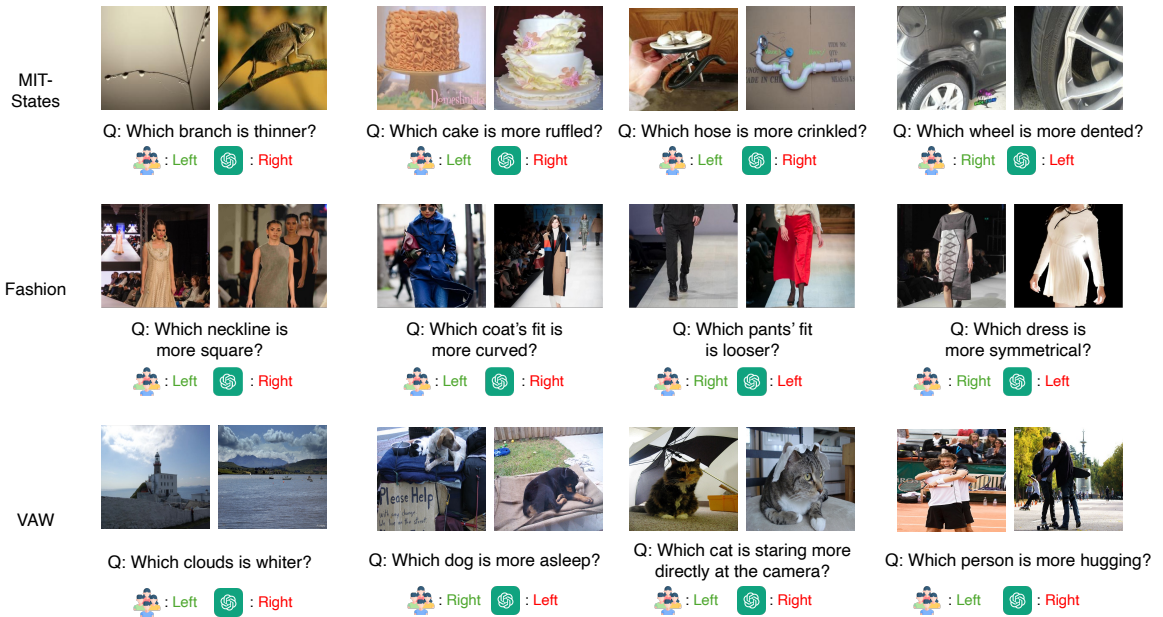 MIT-
States
Domestimama
Q: Which branch is thinner?
Q: Which cake is more ruffled?
Q: Which hose is more crinkled?
Q: Which wheel is more dented?
: Left : Right
: Left : Right
: Left : Right
: Right : Left
Fashion
Q: Which neckline is
more square?
Q: Which coat's fit is
more curved?
Q: Which pants' fit
is looser?
Q: Which dress is
more symmetrical?
: Left : Right
: Left : Right
: Right : Left
: Right : Left
VAW
Please Help
Q: Which clouds is whiter?
Q: Which dog is more asleep?
Q: Which cat is staring more
directly at the camera?
Q: Which person is more hugging?
: Left : Right
: Right : Left
: Left : Right
: Left : Right